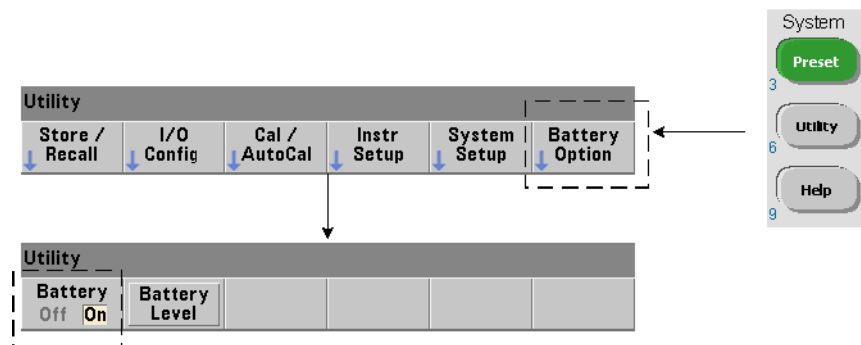 System
Preset
3
Utility
6
Help
9
Utility
Store / Recall
I/O Config
Cal / AutoCal
Instr Setup
System Setup
Battery Option
Utility
Battery
Off On
Battery Level